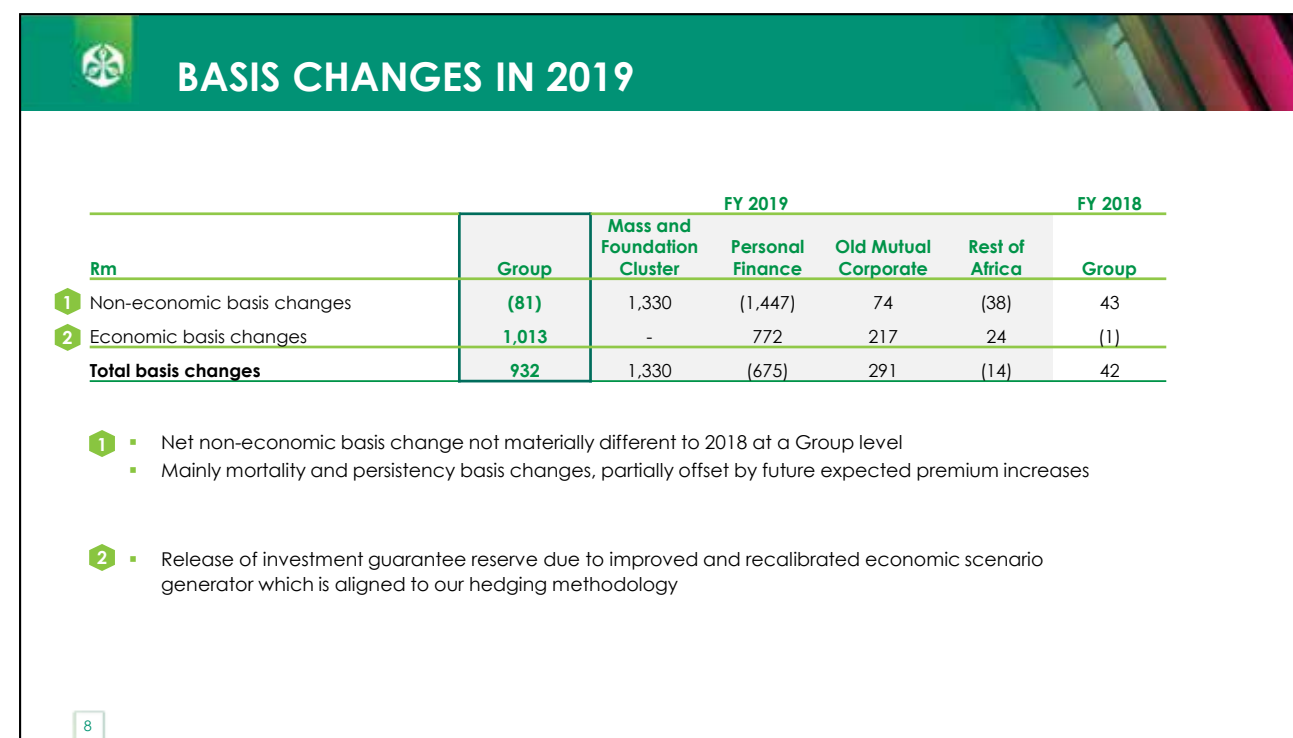 BASIS CHANGES IN 2019
FY 2019 FY 2018
Rm Group Mass and Foundation Cluster Personal Finance Old Mutual Corporate Rest of Africa Group
1 Non-economic basis changes (81) 1,330 (1,447) 74 (38) 43
2 Economic basis changes 1,013 - 772 217 24 (1)
Total basis changes 932 1,330 (675) 291 (14) 42
1 ▪ Net non-economic basis change not materially different to 2018 at a Group level
▪ Mainly mortality and persistency basis changes, partially offset by future expected premium increases
2 ▪ Release of investment guarantee reserve due to improved and recalibrated economic scenario
generator which is aligned to our hedging methodology
8